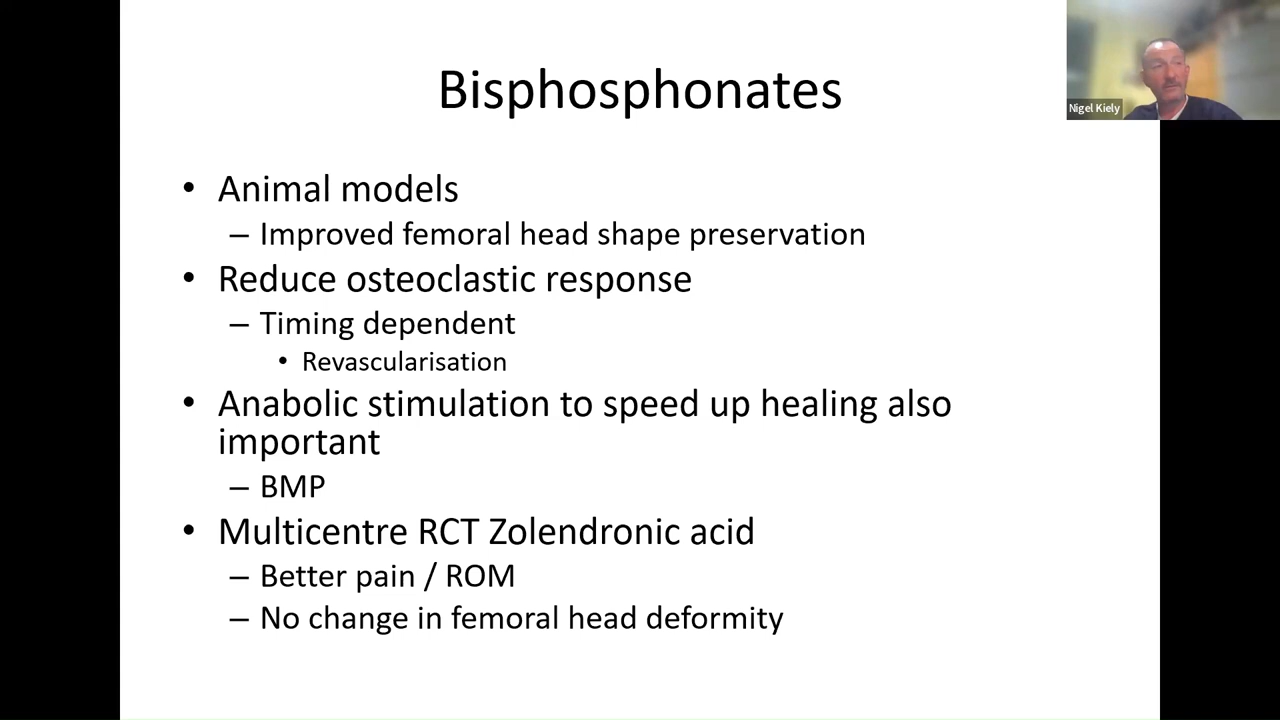 Bisphosphonates
Nigel Kiely
• Animal models
– Improved femoral head shape preservation
• Reduce osteoclastic response
– Timing dependent
• Revascularisation
• Anabolic stimulation to speed up healing also
important
– BMP
• Multicentre RCT Zolendronic acid
– Better pain / ROM
– No change in femoral head deformity